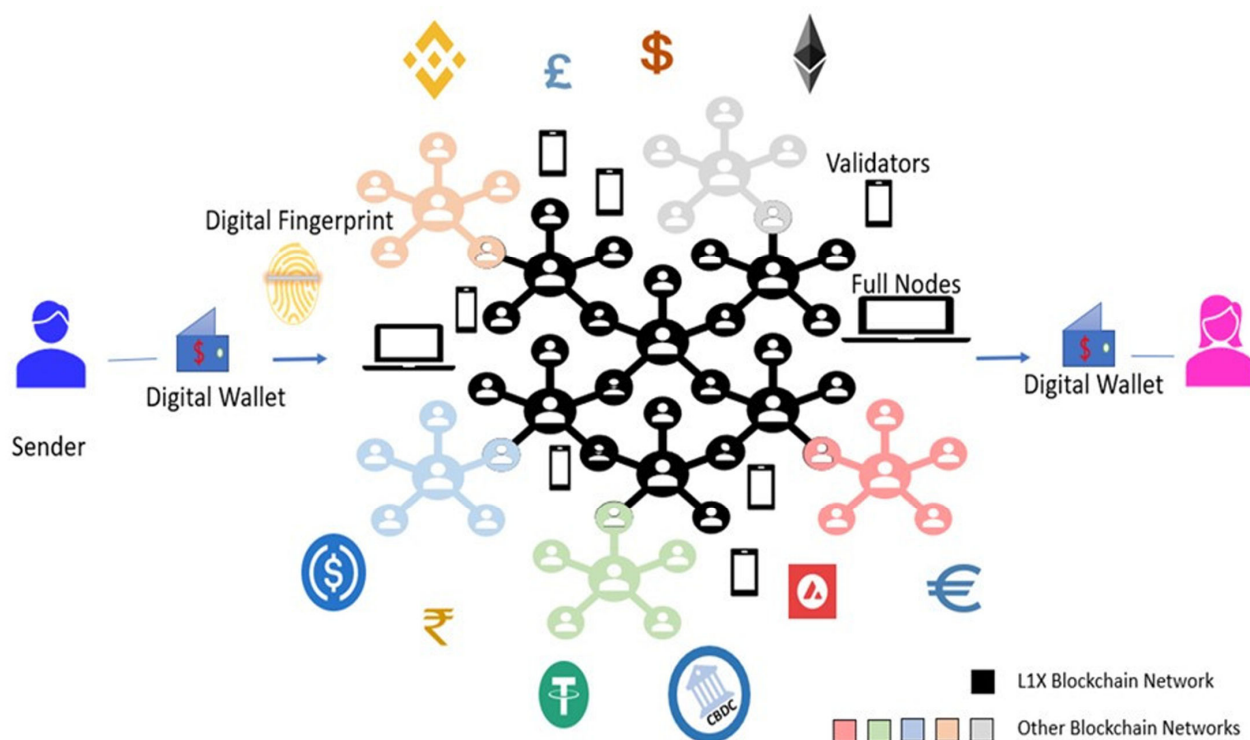 £
$
Validators
Digital Fingerprint
Full Nodes
$
Digital Wallet
$
Digital Wallet
Sender
$
€
₹
T
CBDC
L1X Blockchain Network
Other Blockchain Networks